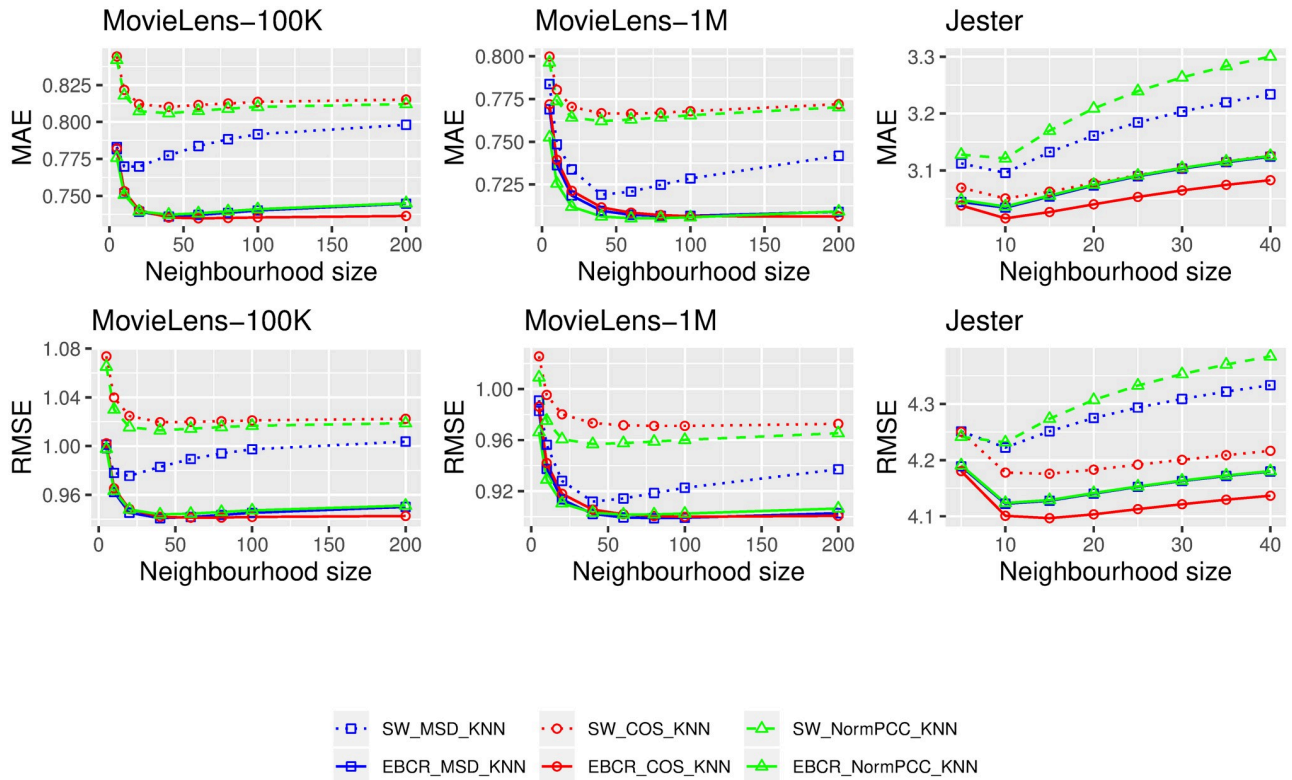 MovieLens−100K
MovieLens−1M
Jester
MAE
0.825
0.800
0.775
0.750
0 50 100 150 200
Neighbourhood size
MAE
0.800
0.775
0.750
0.725
0 50 100 150 200
Neighbourhood size
MAE
3.3
3.2
3.1
10 20 30 40
Neighbourhood size
MovieLens−100K
MovieLens−1M
Jester
RMSE
1.08
1.04
1.00
0.96
0 50 100 150 200
Neighbourhood size
RMSE
1.00
0.96
0.92
0 50 100 150 200
Neighbourhood size
RMSE
4.3
4.2
4.1
10 20 30 40
Neighbourhood size
SW_MSD_KNN SW_COS_KNN SW_NormPCC_KNN
EBCR_MSD_KNN EBCR_COS_KNN EBCR_NormPCC_KNN